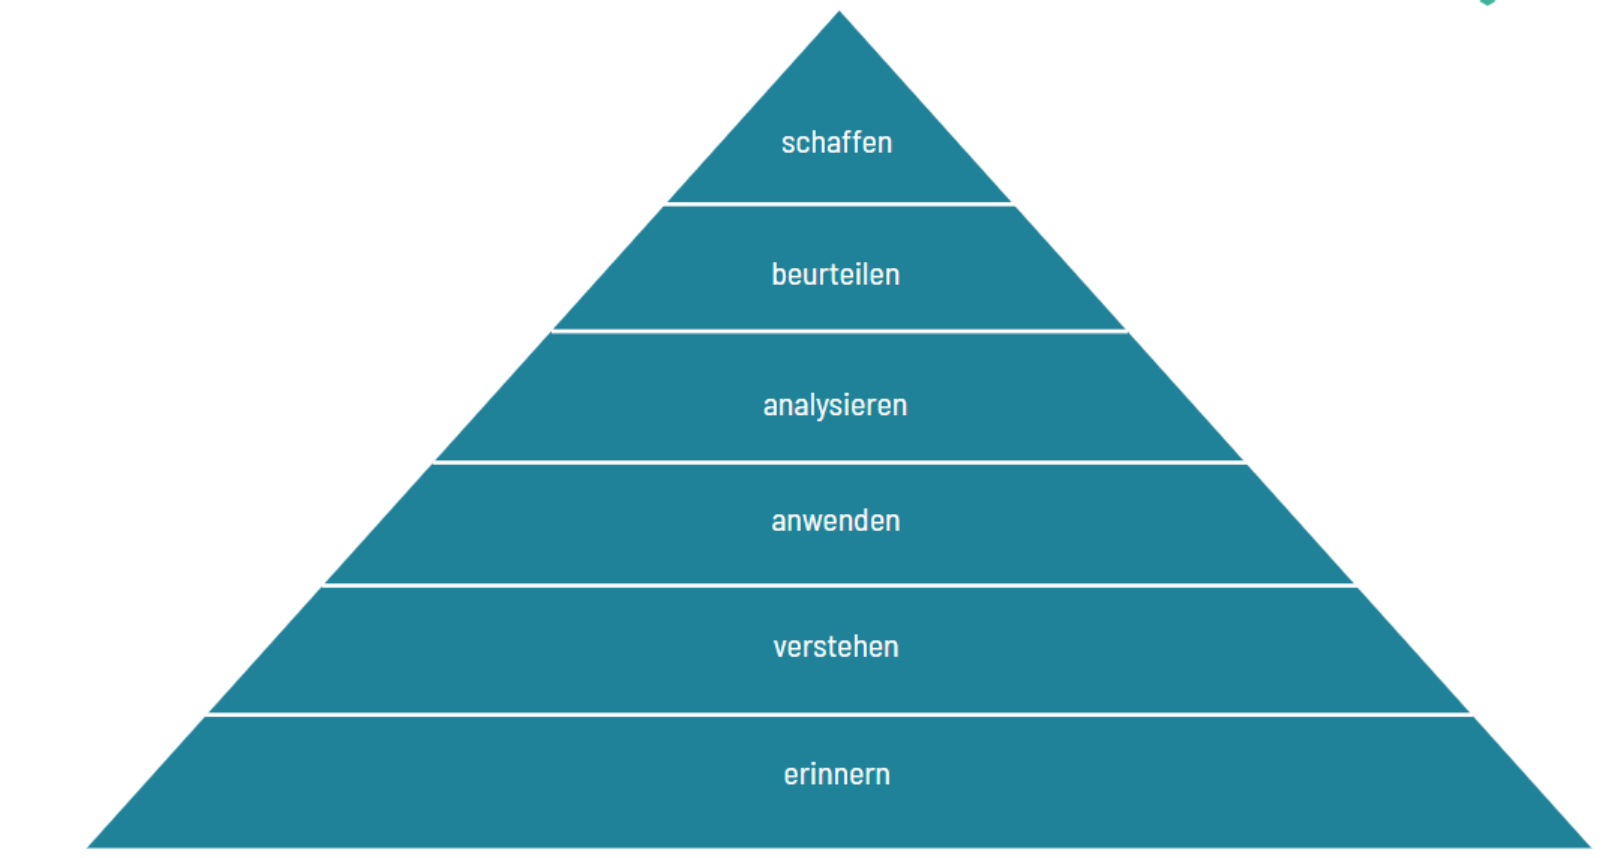 schaffen
beurteilen
analysieren
anwenden
verstehen
erinnern